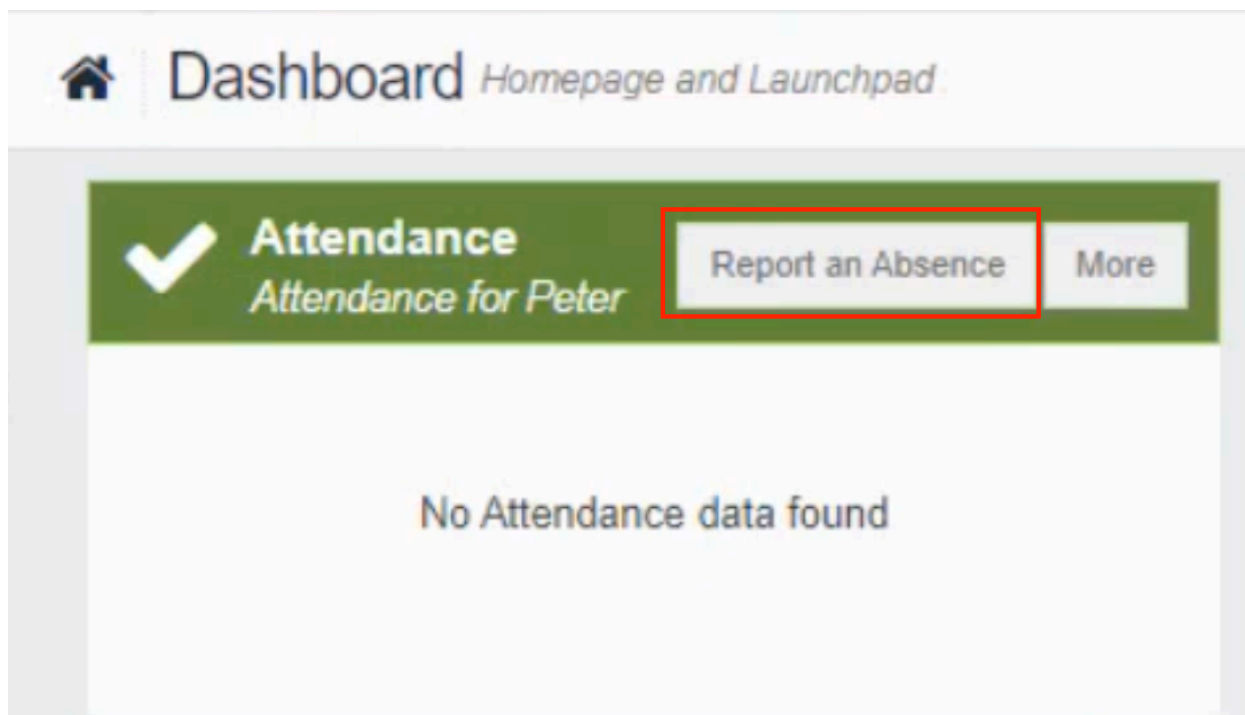 Dashboard Homepage and Launchpad
Attendance
Attendance for Peter
Report an Absence
More
No Attendance data found